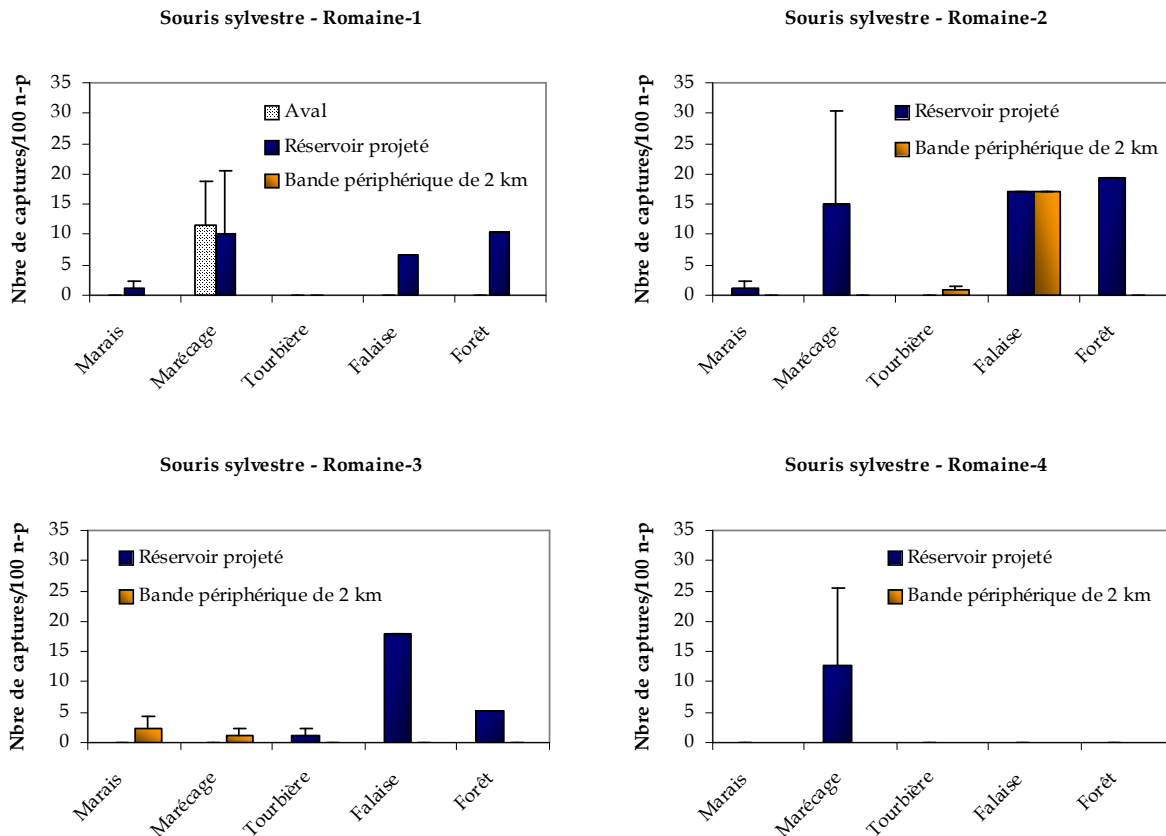 Souris sylvestre - Romaine-1
Nbre de captures/100 n-p
35
30
25
20
15
10
5
0
Aval
Réservoir projeté
Bande périphérique de 2 km
Marais
Marécage
Tourbière
Falaise
Forêt
Souris sylvestre - Romaine-2
Nbre de captures/100 n-p
35
30
25
20
15
10
5
0
Réservoir projeté
Bande périphérique de 2 km
Marais
Marécage
Tourbière
Falaise
Forêt
Souris sylvestre - Romaine-3
Nbre de captures/100 n-p
35
30
25
20
15
10
5
0
Réservoir projeté
Bande périphérique de 2 km
Marais
Marécage
Tourbière
Falaise
Forêt
Souris sylvestre - Romaine-4
Nbre de captures/100 n-p
35
30
25
20
15
10
5
0
Réservoir projeté
Bande périphérique de 2 km
Marais
Marécage
Tourbière
Falaise
Forêt